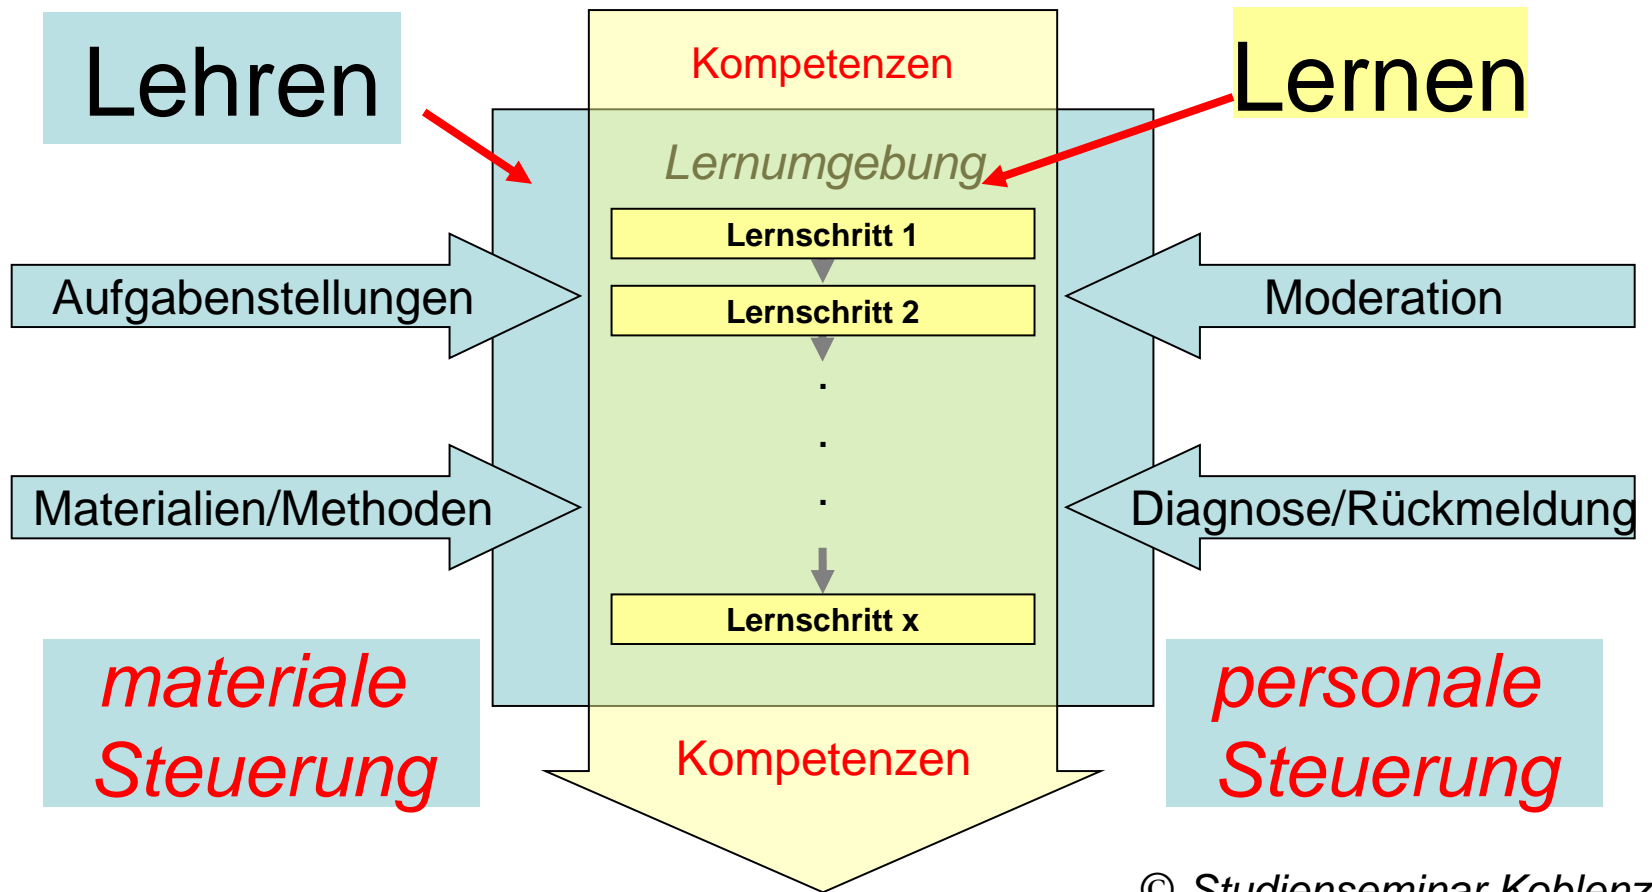 Lehren
Kompetenzen
Lernen
Lernumgebung
Lernschritt 1
Lernschritt 2
.
.
.
Lernschritt x
Aufgabenstellungen
Materialien/Methoden
Moderation
Diagnose/Rückmeldung
materiale
Steuerung
Kompetenzen
personale
Steuerung
© Studienseminar Koblenz